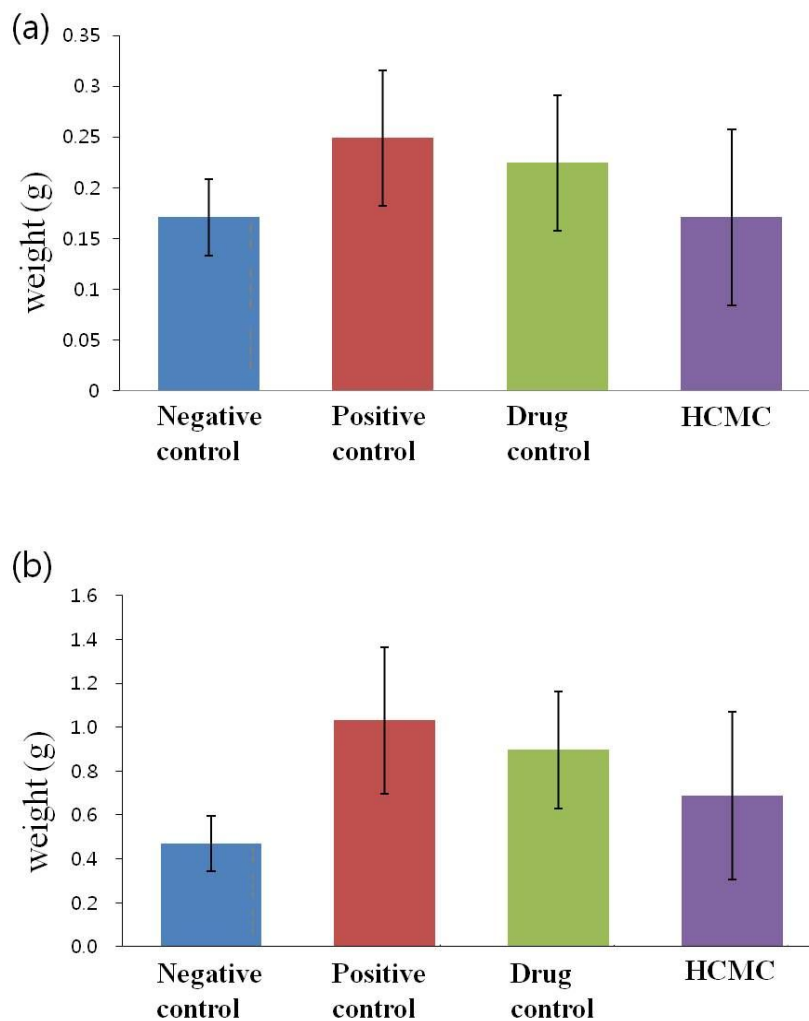 (a)
0.35
0.3
0.25
0.2
0.15
0.1
0.05
0
weight (g)
Negative control
Positive control
Drug control
HCMC
(b)
1.6
1.4
1.2
1.0
0.8
0.6
0.4
0.2
0.0
weight (g)
Negative control
Positive control
Drug control
HCMC